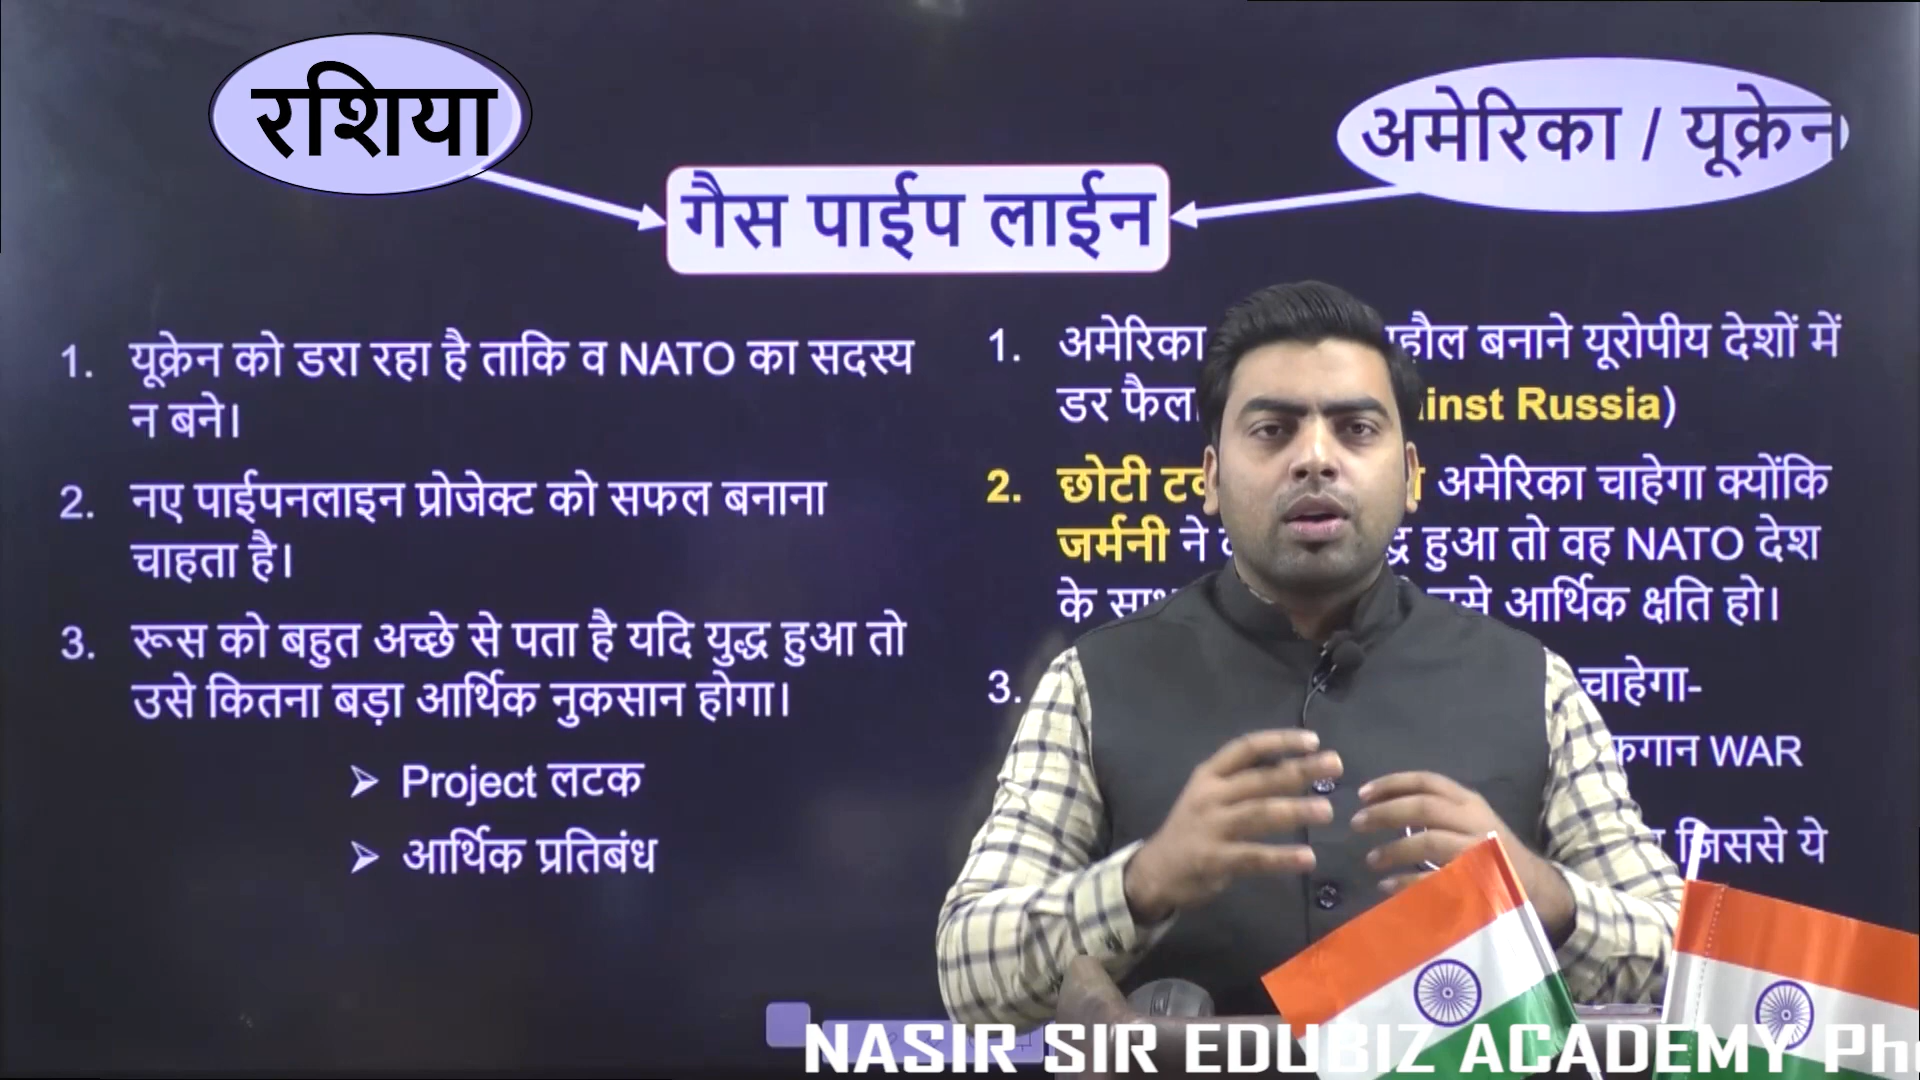 रशिया
अमेरिका / यूक्रेन
गैस पाईप लाईन
1. यूक्रेन को डरा रहा है ताकि व NATO का सदस्य
न बने।
2. नए पाईपनलाइन प्रोजेक्ट को सफल बनाना
चाहता है।
3. रूस को बहुत अच्छे से पता है यदि युद्ध हुआ तो
उसे कितना बड़ा आर्थिक नुकसान होगा।
Project लटक
आर्थिक प्रतिबंध
1. अमेरिका बनाने यूरोपीय देशों में
डर Russia)
2. छोटी अमेरिका चाहेगा क्योंकि
जर्मनी ने हुआ तो वह NATO देश
के आर्थिक क्षति हो।
3. चाहेगा-
WAR
जिससे ये
NASIR SIR EDUBIZ ACADEMY